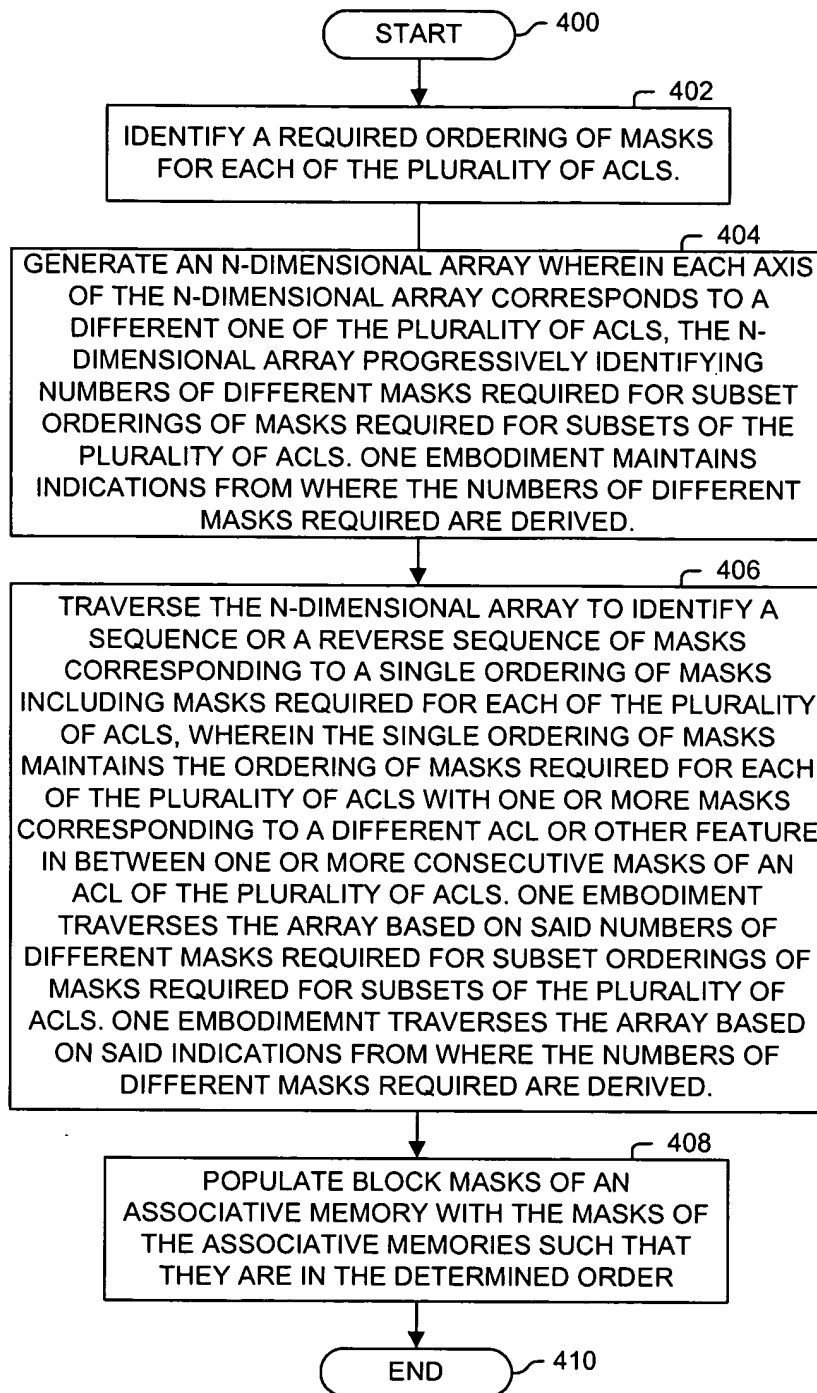 START
400
402
IDENTIFY A REQUIRED ORDERING OF MASKS
FOR EACH OF THE PLURALITY OF ACLS.
404
GENERATE AN N-DIMENSIONAL ARRAY WHEREIN EACH AXIS
OF THE N-DIMENSIONAL ARRAY CORRESPONDS TO A
DIFFERENT ONE OF THE PLURALITY OF ACLS, THE N-
DIMENSIONAL ARRAY PROGRESSIVELY IDENTIFYING
NUMBERS OF DIFFERENT MASKS REQUIRED FOR SUBSET
ORDERINGS OF MASKS REQUIRED FOR SUBSETS OF THE
PLURALITY OF ACLS. ONE EMBODIMENT MAINTAINS
INDICATIONS FROM WHERE THE NUMBERS OF DIFFERENT
MASKS REQUIRED ARE DERIVED.
406
TRAVERSE THE N-DIMENSIONAL ARRAY TO IDENTIFY A
SEQUENCE OR A REVERSE SEQUENCE OF MASKS
CORRESPONDING TO A SINGLE ORDERING OF MASKS
INCLUDING MASKS REQUIRED FOR EACH OF THE PLURALITY
OF ACLS, WHEREIN THE SINGLE ORDERING OF MASKS
MAINTAINS THE ORDERING OF MASKS REQUIRED FOR EACH
OF THE PLURALITY OF ACLS WITH ONE OR MORE MASKS
CORRESPONDING TO A DIFFERENT ACL OR OTHER FEATURE
IN BETWEEN ONE OR MORE CONSECUTIVE MASKS OF AN
ACL OF THE PLURALITY OF ACLS. ONE EMBODIMENT
TRAVERSES THE ARRAY BASED ON SAID NUMBERS OF
DIFFERENT MASKS REQUIRED FOR SUBSET ORDERINGS OF
MASKS REQUIRED FOR SUBSETS OF THE PLURALITY OF
ACLS. ONE EMBODIMEMNT TRAVERSES THE ARRAY BASED
ON SAID INDICATIONS FROM WHERE THE NUMBERS OF
DIFFERENT MASKS REQUIRED ARE DERIVED.
408
POPULATE BLOCK MASKS OF AN
ASSOCIATIVE MEMORY WITH THE MASKS OF
THE ASSOCIATIVE MEMORIES SUCH THAT
THEY ARE IN THE DETERMINED ORDER
END
410